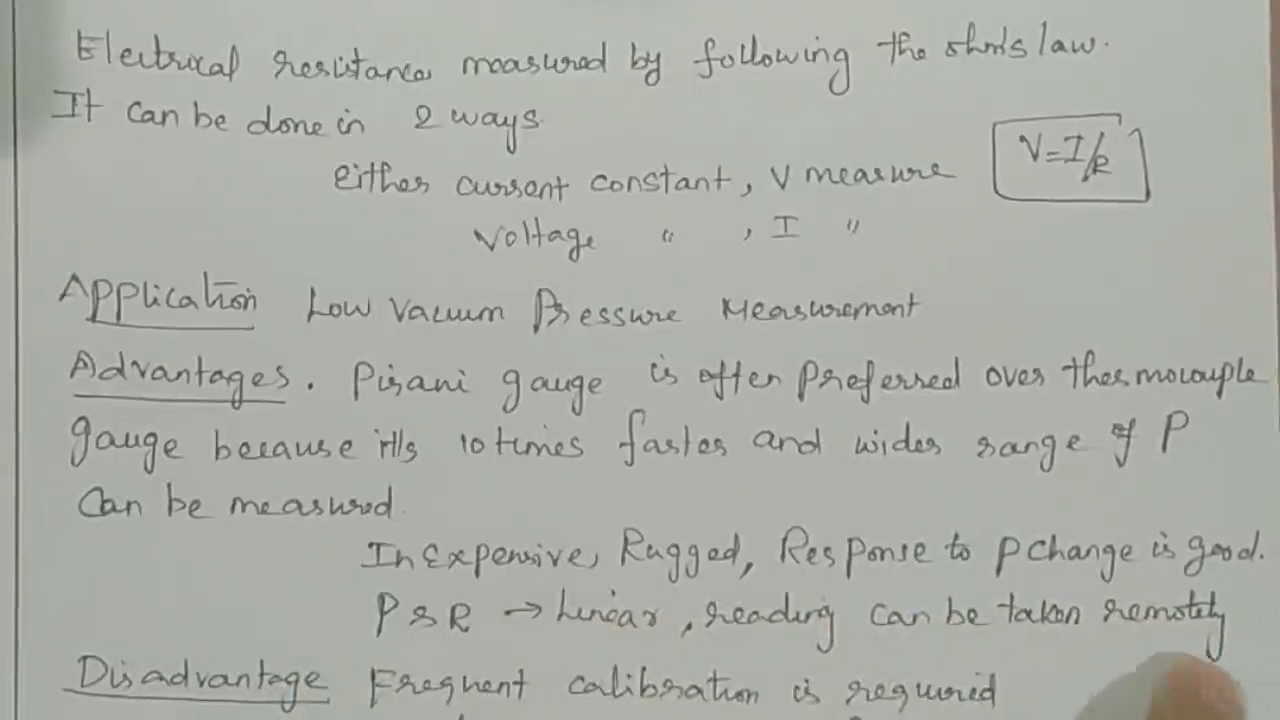 Electrical resistance measured by following the ohm's law.
It can be done in 2 ways.
either current constant, V measure
V=I/R
Voltage " , I "
Application Low Vacuum Pressure Measurement
Advantages. Pirani gauge is often preferred over thermocouple
gauge because it's 10 times faster and wider range of P
Can be measured.
Inexpensive, Rugged, Response to P change is good.
P & R → Linear, reading can be taken remotely
Disadvantage Frequent calibration is required